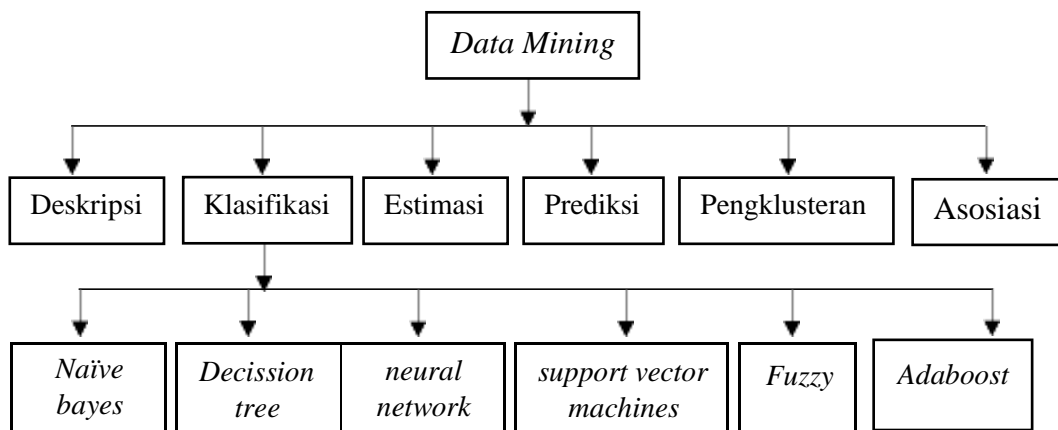 Data Mining
Deskripsi
Klasifikasi
Estimasi
Prediksi
Pengklusteran
Asosiasi
Naïve
bayes
Decission
tree
neural
network
support vector
machines
Fuzzy
Adaboost